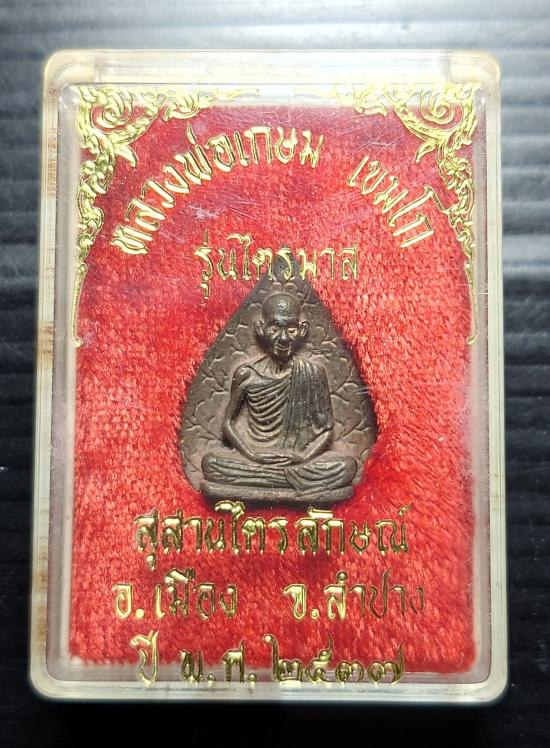 หลวงพ่อเกษม เขมโก
รุ่นไตรมาส
สุสานไตรลักษณ์
อ.เมือง จ.ลำปาง
ปี พ.ศ.๒๕๓๗